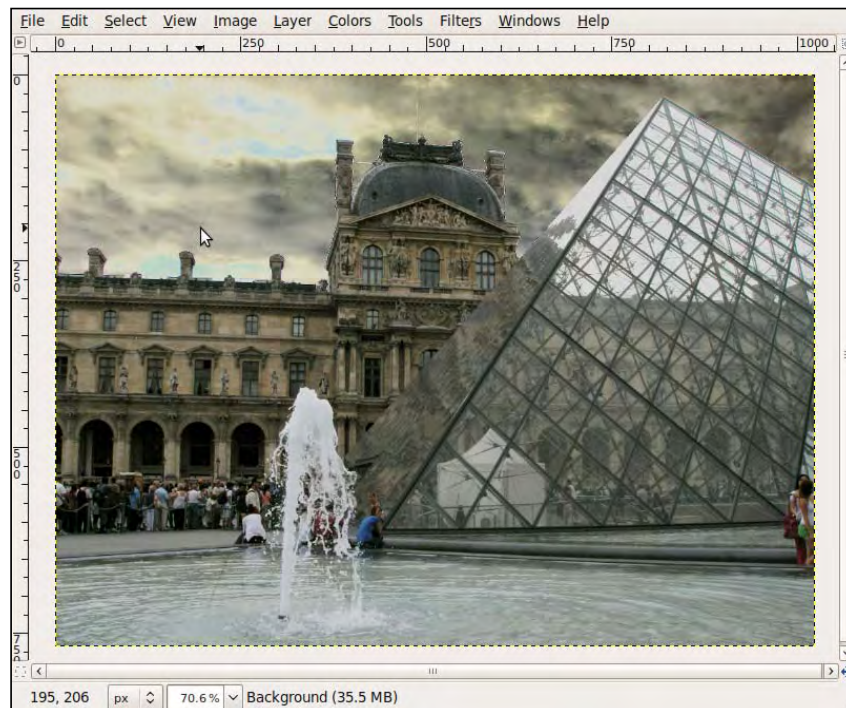 File Edit Select View Image Layer Colors Tools Filters Windows Help
0 250 500 750 1000
0
250
500
750
195, 206 px 70.6% Background (35.5 MB)